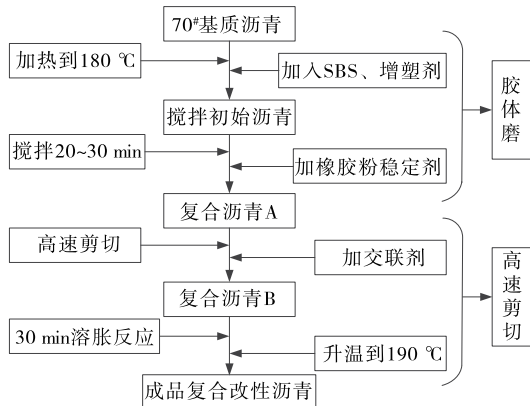 70#基质沥青
加热到180 ℃
加入SBS、增塑剂
搅拌初始沥青
胶体磨
搅拌20~30 min
加橡胶粉稳定剂
复合沥青A
高速剪切
加交联剂
复合沥青B
高速剪切
30 min溶胀反应
升温到190 ℃
成品复合改性沥青